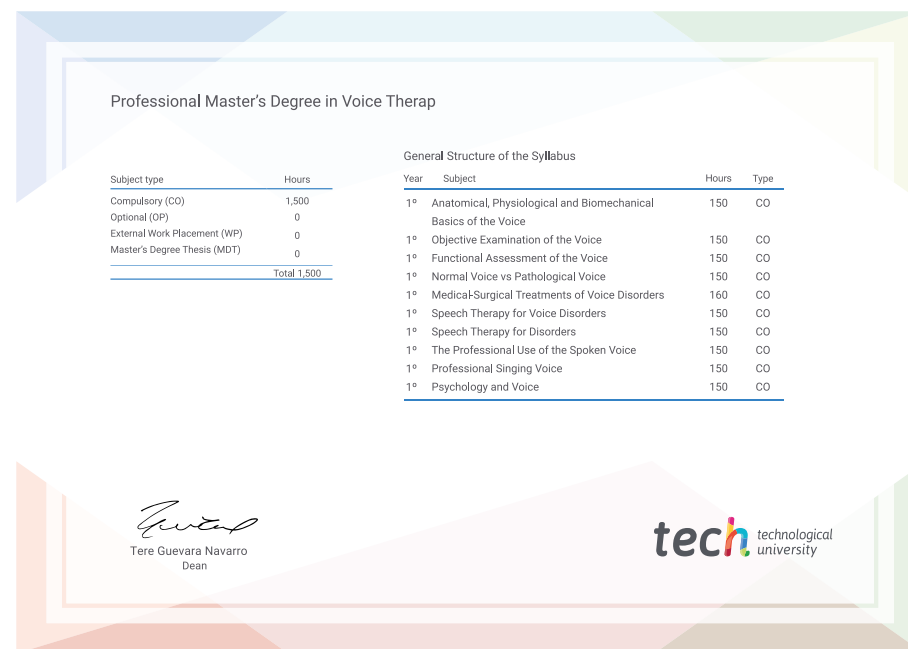 Professional Master's Degree in Voice Therap
General Structure of the Syllabus
Subject type Hours
Compulsory (CO) 1,500
Optional (OP) 0
External Work Placement (WP) 0
Master's Degree Thesis (MDT) 0
Total 1,500
Year Subject Hours Type
1º Anatomical, Physiological and Biomechanical 150 CO
Basics of the Voice
1º Objective Examination of the Voice 150 CO
1º Functional Assessment of the Voice 150 CO
1º Normal Voice vs Pathological Voice 150 CO
1º Medical-Surgical Treatments of Voice Disorders 160 CO
1º Speech Therapy for Voice Disorders 150 CO
1º Speech Therapy for Disorders 150 CO
1º The Professional Use of the Spoken Voice 150 CO
1º Professional Singing Voice 150 CO
1º Psychology and Voice 150 CO
Tere Guevara Navarro
Dean
tech technological
university